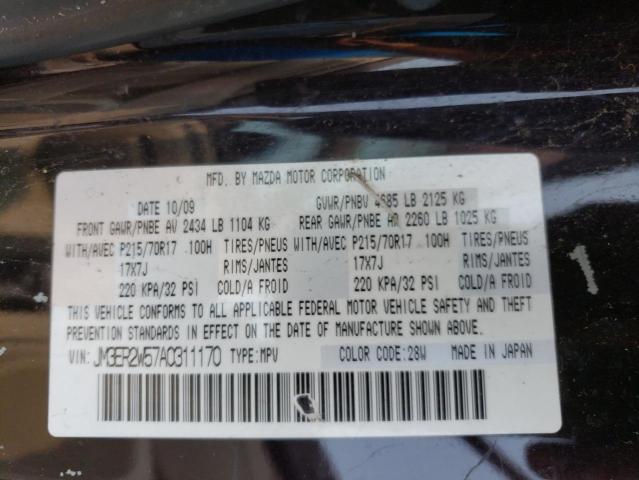 MFD. BY MAZDA MOTOR CORPORATION
DATE 10/09 GVWR/PNBV 4685 LB 2125 KG
FRONT GAWR/PNBE AV 2434 LB 1104 KG REAR GAWR/PNBE AR 2260 LB 1025 KG
WITH/AVEC P215/70R17 100H TIRES/PNEUS WITH/AVEC P215/70R17 100H TIRES/PNEUS
17X7J RIMS/JANTES 17X7J RIMS/JANTES
220 KPA/32 PSI COLD/A FROID 220 KPA/32 PSI COLD/A FROID
THIS VEHICLE CONFORMS TO ALL APPLICABLE FEDERAL MOTOR VEHICLE SAFETY AND THEFT
PREVENTION STANDARDS IN EFFECT ON THE DATE OF MANUFACTURE SHOWN ABOVE.
VIN: JM3ER2W57A0311170 TYPE: MPV COLOR CODE: 28W MADE IN JAPAN